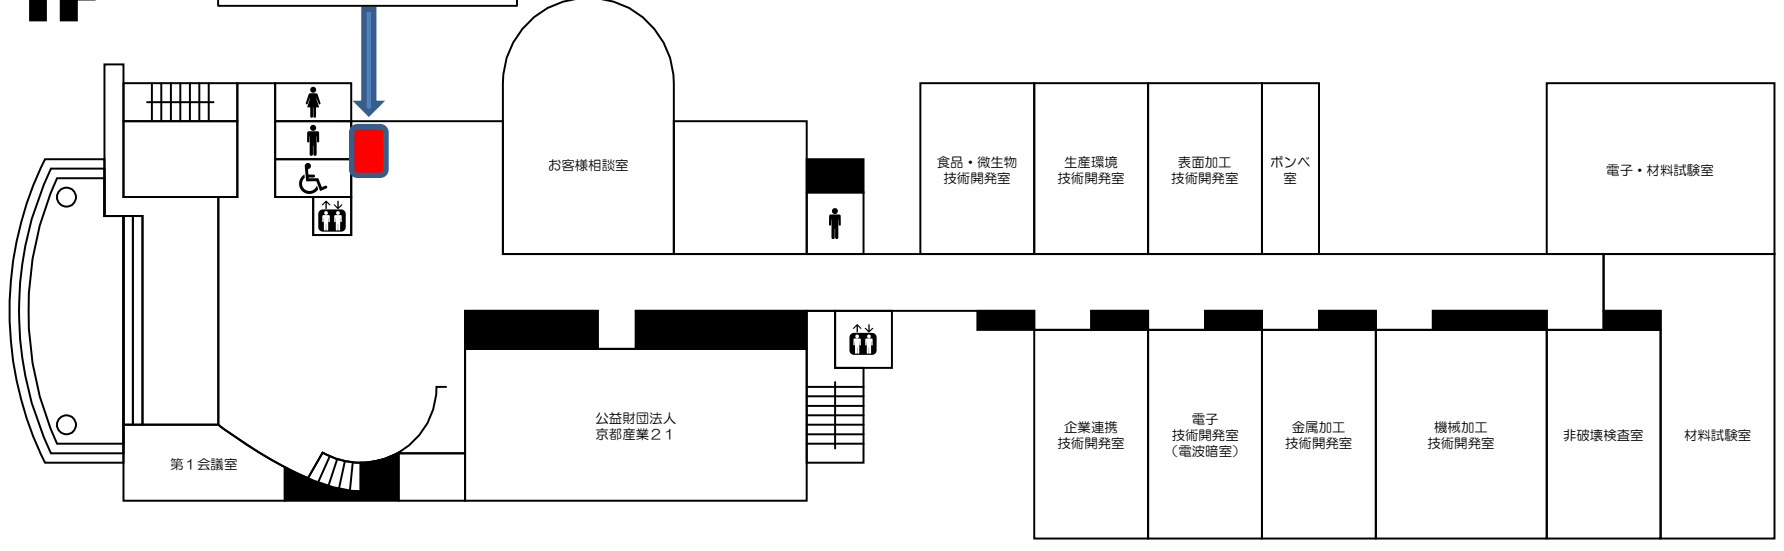 お客様相談室
食品・微生物
技術開発室
生産環境
技術開発室
表面加工
技術開発室
ボンベ
室
電子・材料試験室
公益財団法人
京都産業２１
第１会議室
企業連携
技術開発室
電子
技術開発室
（電波暗室）
金属加工
技術開発室
機械加工
技術開発室
非破壊検査室
材料試験室